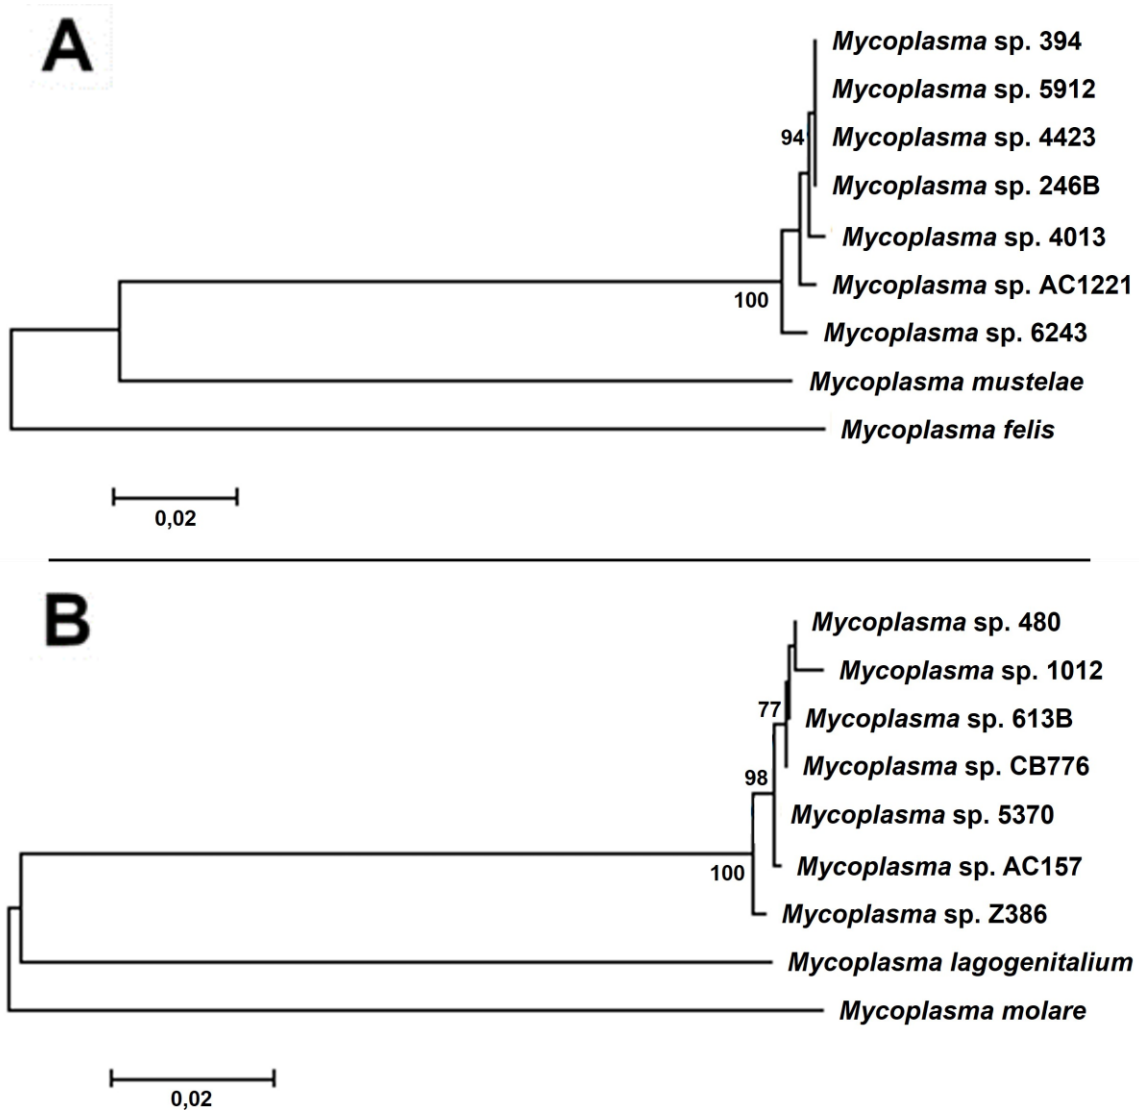 A
Mycoplasma sp. 394
Mycoplasma sp. 5912
94
Mycoplasma sp. 4423
Mycoplasma sp. 246B
Mycoplasma sp. 4013
Mycoplasma sp. AC1221
100
Mycoplasma sp. 6243
Mycoplasma mustelae
Mycoplasma felis
0,02
B
Mycoplasma sp. 480
Mycoplasma sp. 1012
77
Mycoplasma sp. 613B
Mycoplasma sp. CB776
98
Mycoplasma sp. 5370
Mycoplasma sp. AC157
100
Mycoplasma sp. Z386
Mycoplasma lagogenitalium
Mycoplasma molare
0,02